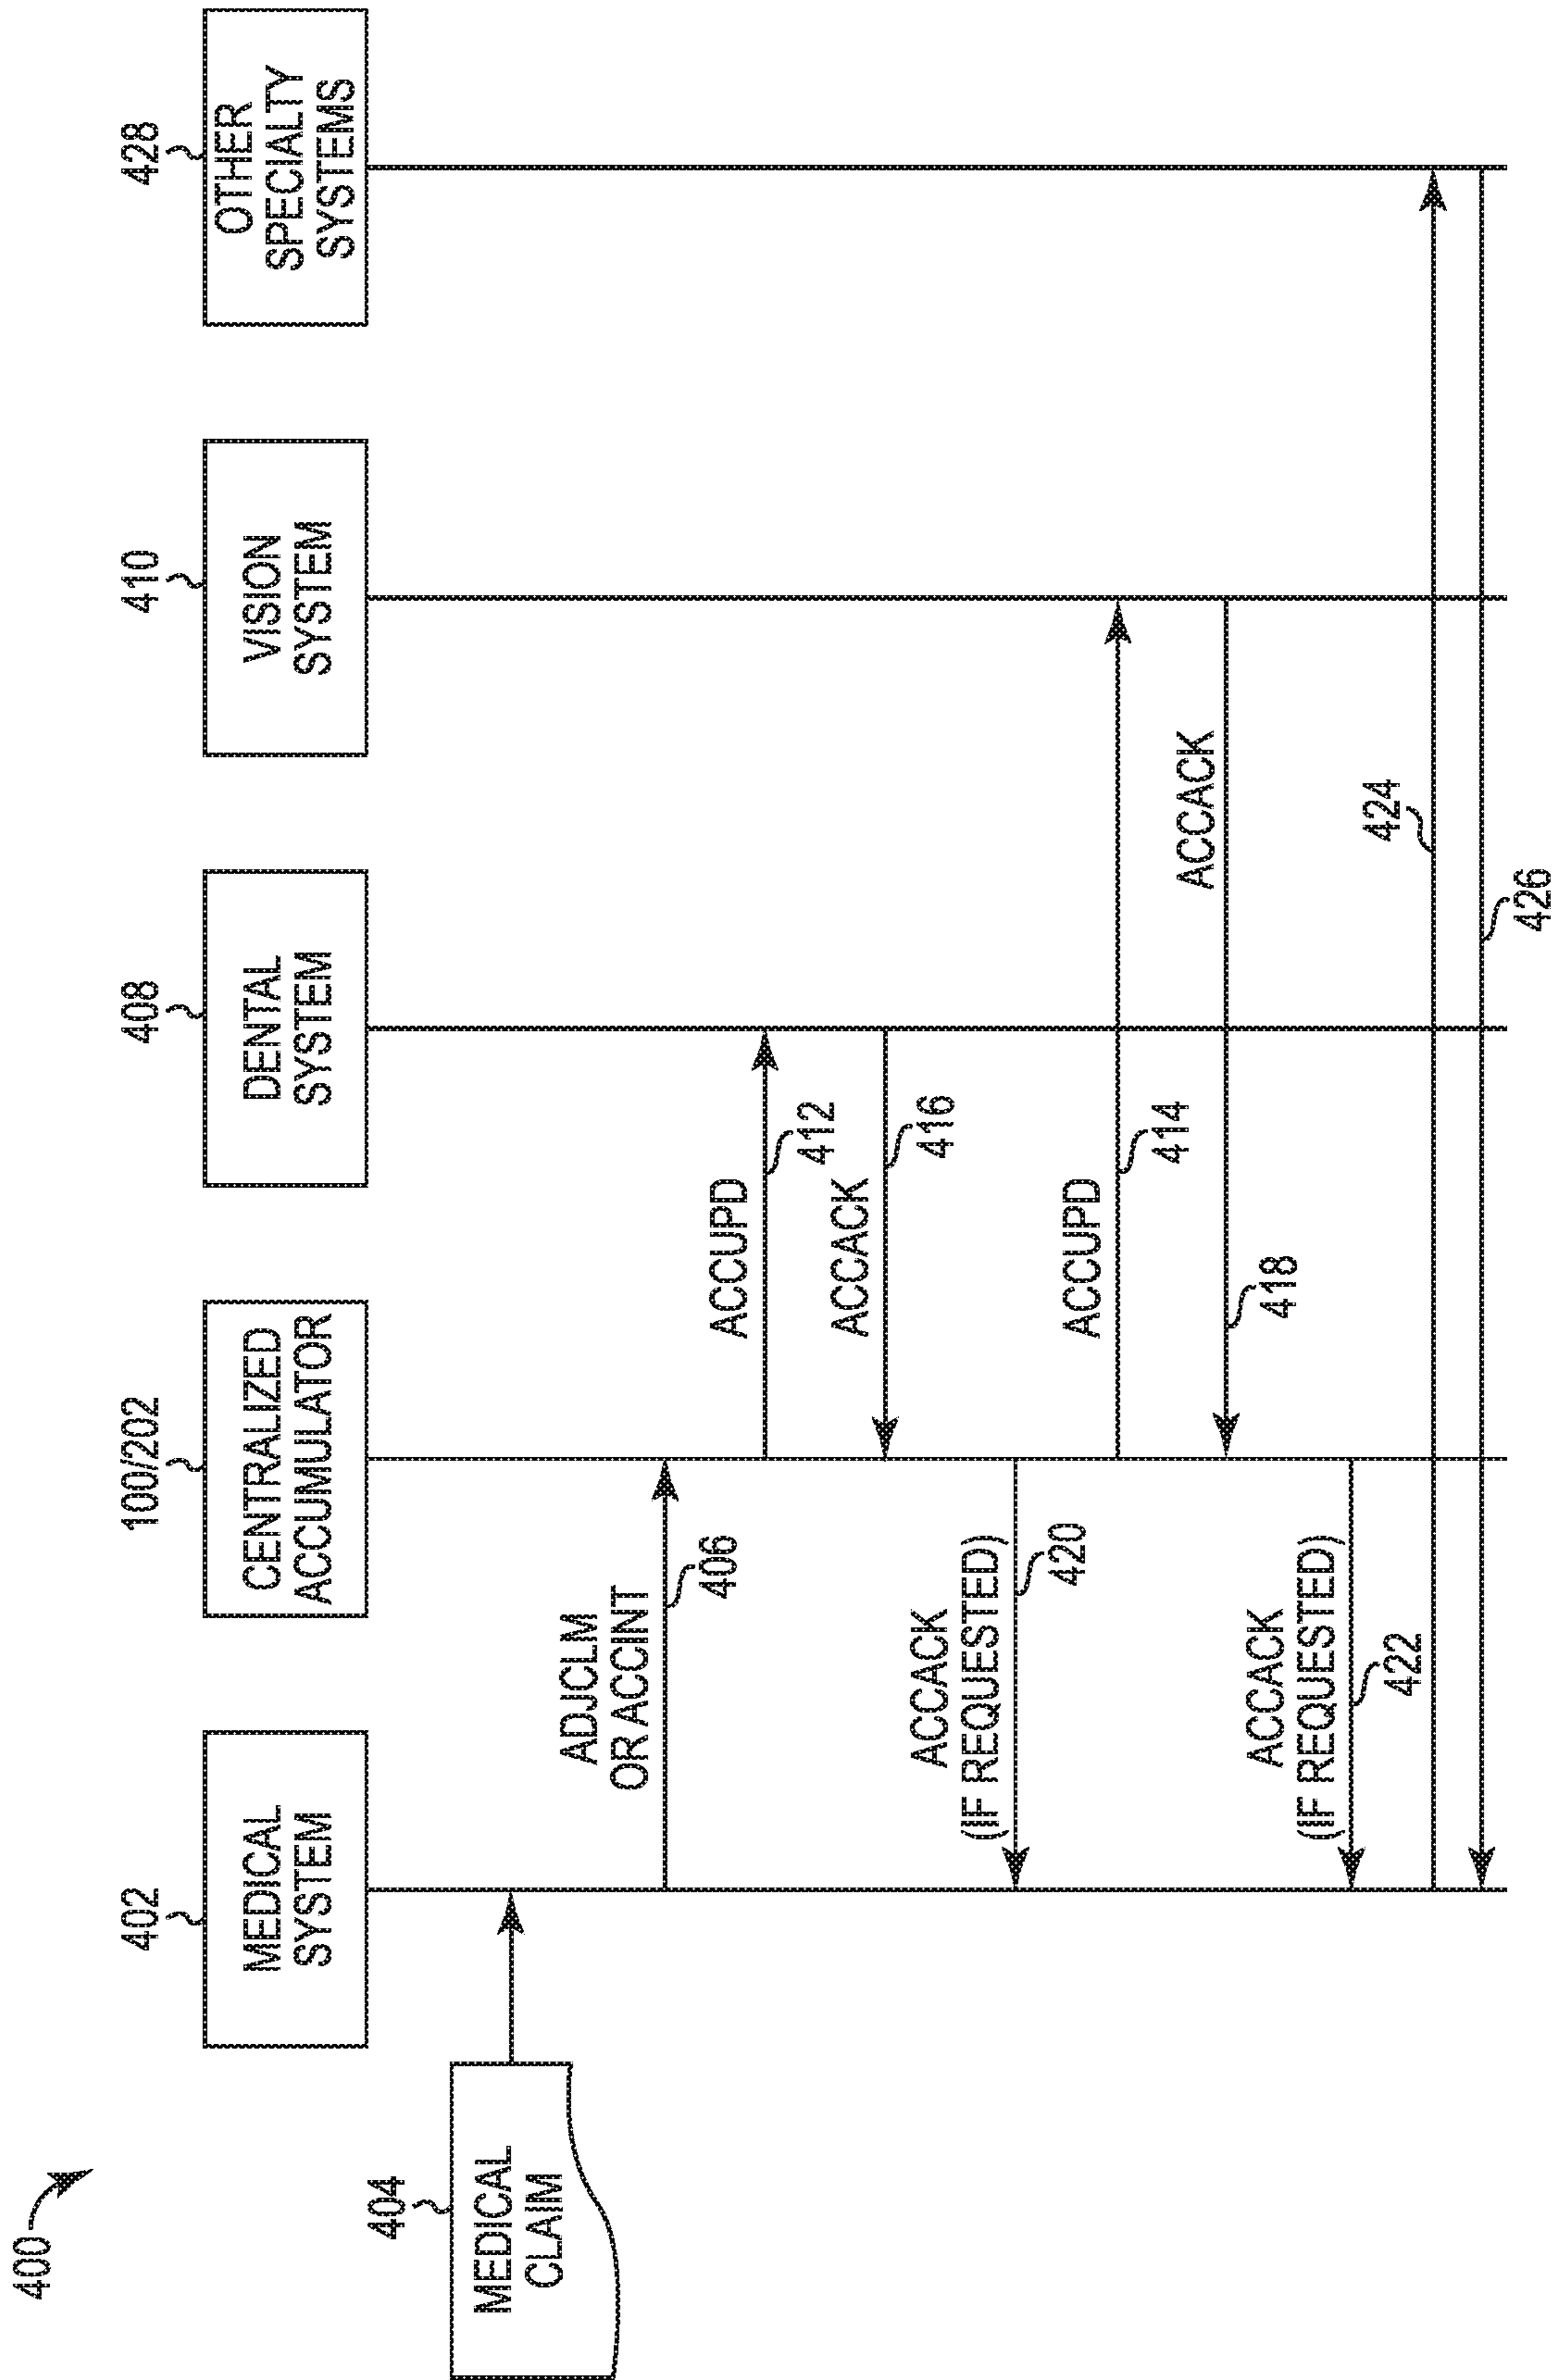 400
402
MEDICAL
SYSTEM
100/202
CENTRALIZED
ACCUMULATOR
408
DENTAL
SYSTEM
410
VISION
SYSTEM
428
OTHER
SPECIALTY
SYSTEMS
404
MEDICAL
CLAIM
ADJCLM
OR ACCINT
406
ACCUPD
412
ACCACK
416
ACCACK
(IF REQUESTED)
420
ACCUPD
414
ACCACK
418
ACCACK
(IF REQUESTED)
422
424
426